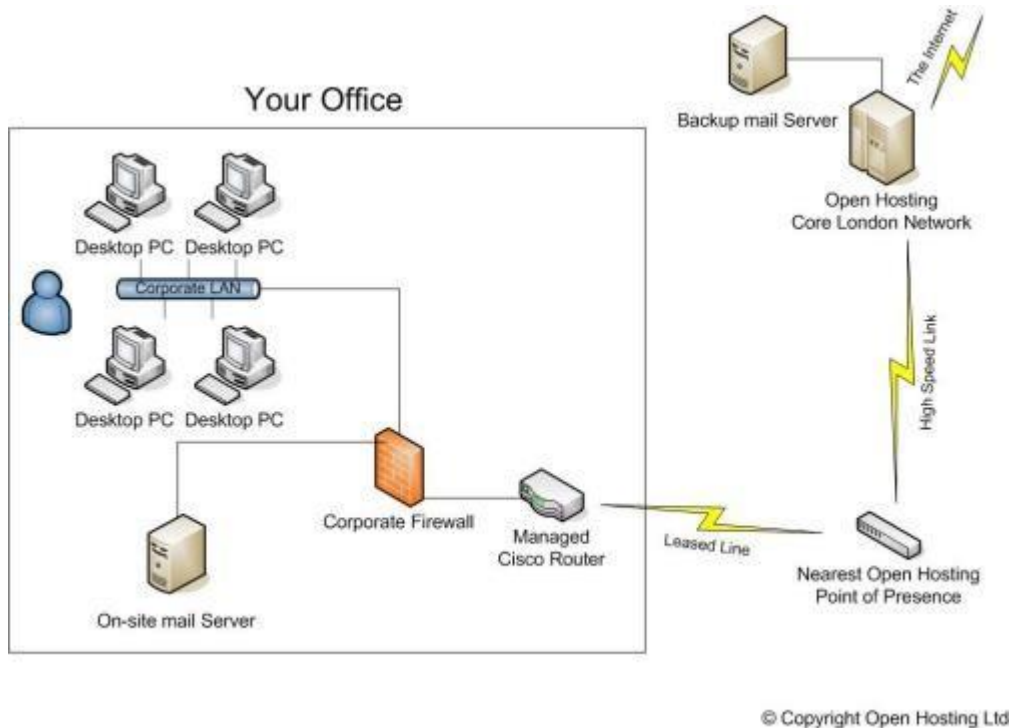 The Internet
Backup mail Server
Your Office
Open Hosting
Core London Network
Desktop PC
Desktop PC
Corporate LAN
Desktop PC
Desktop PC
High Speed Link
Corporate Firewall
Managed
Cisco Router
Leased Line
Nearest Open Hosting
Point of Presence
On-site mail Server
© Copyright Open Hosting Ltd